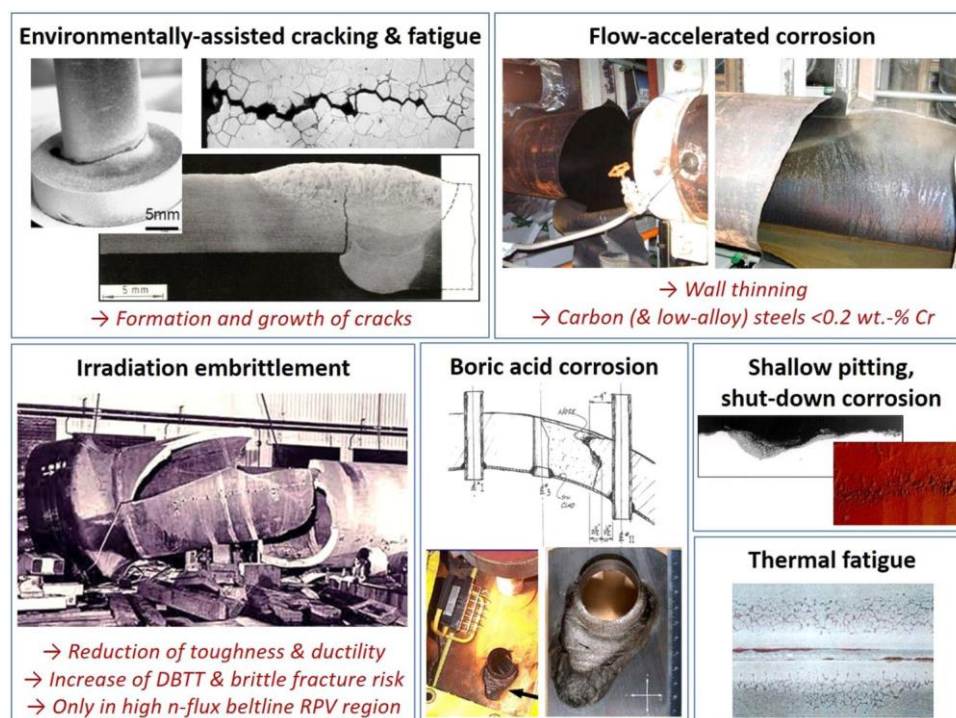 Environmentally-assisted cracking & fatigue
5mm
5 mm
→ Formation and growth of cracks
Flow-accelerated corrosion
→ Wall thinning
→ Carbon (& low-alloy) steels <0.2 wt.-% Cr
Irradiation embrittlement
→ Reduction of toughness & ductility
→ Increase of DBTT & brittle fracture risk
→ Only in high n-flux beltline RPV region
Boric acid corrosion
NOSE
CLAD
Shallow pitting,
shut-down corrosion
Thermal fatigue